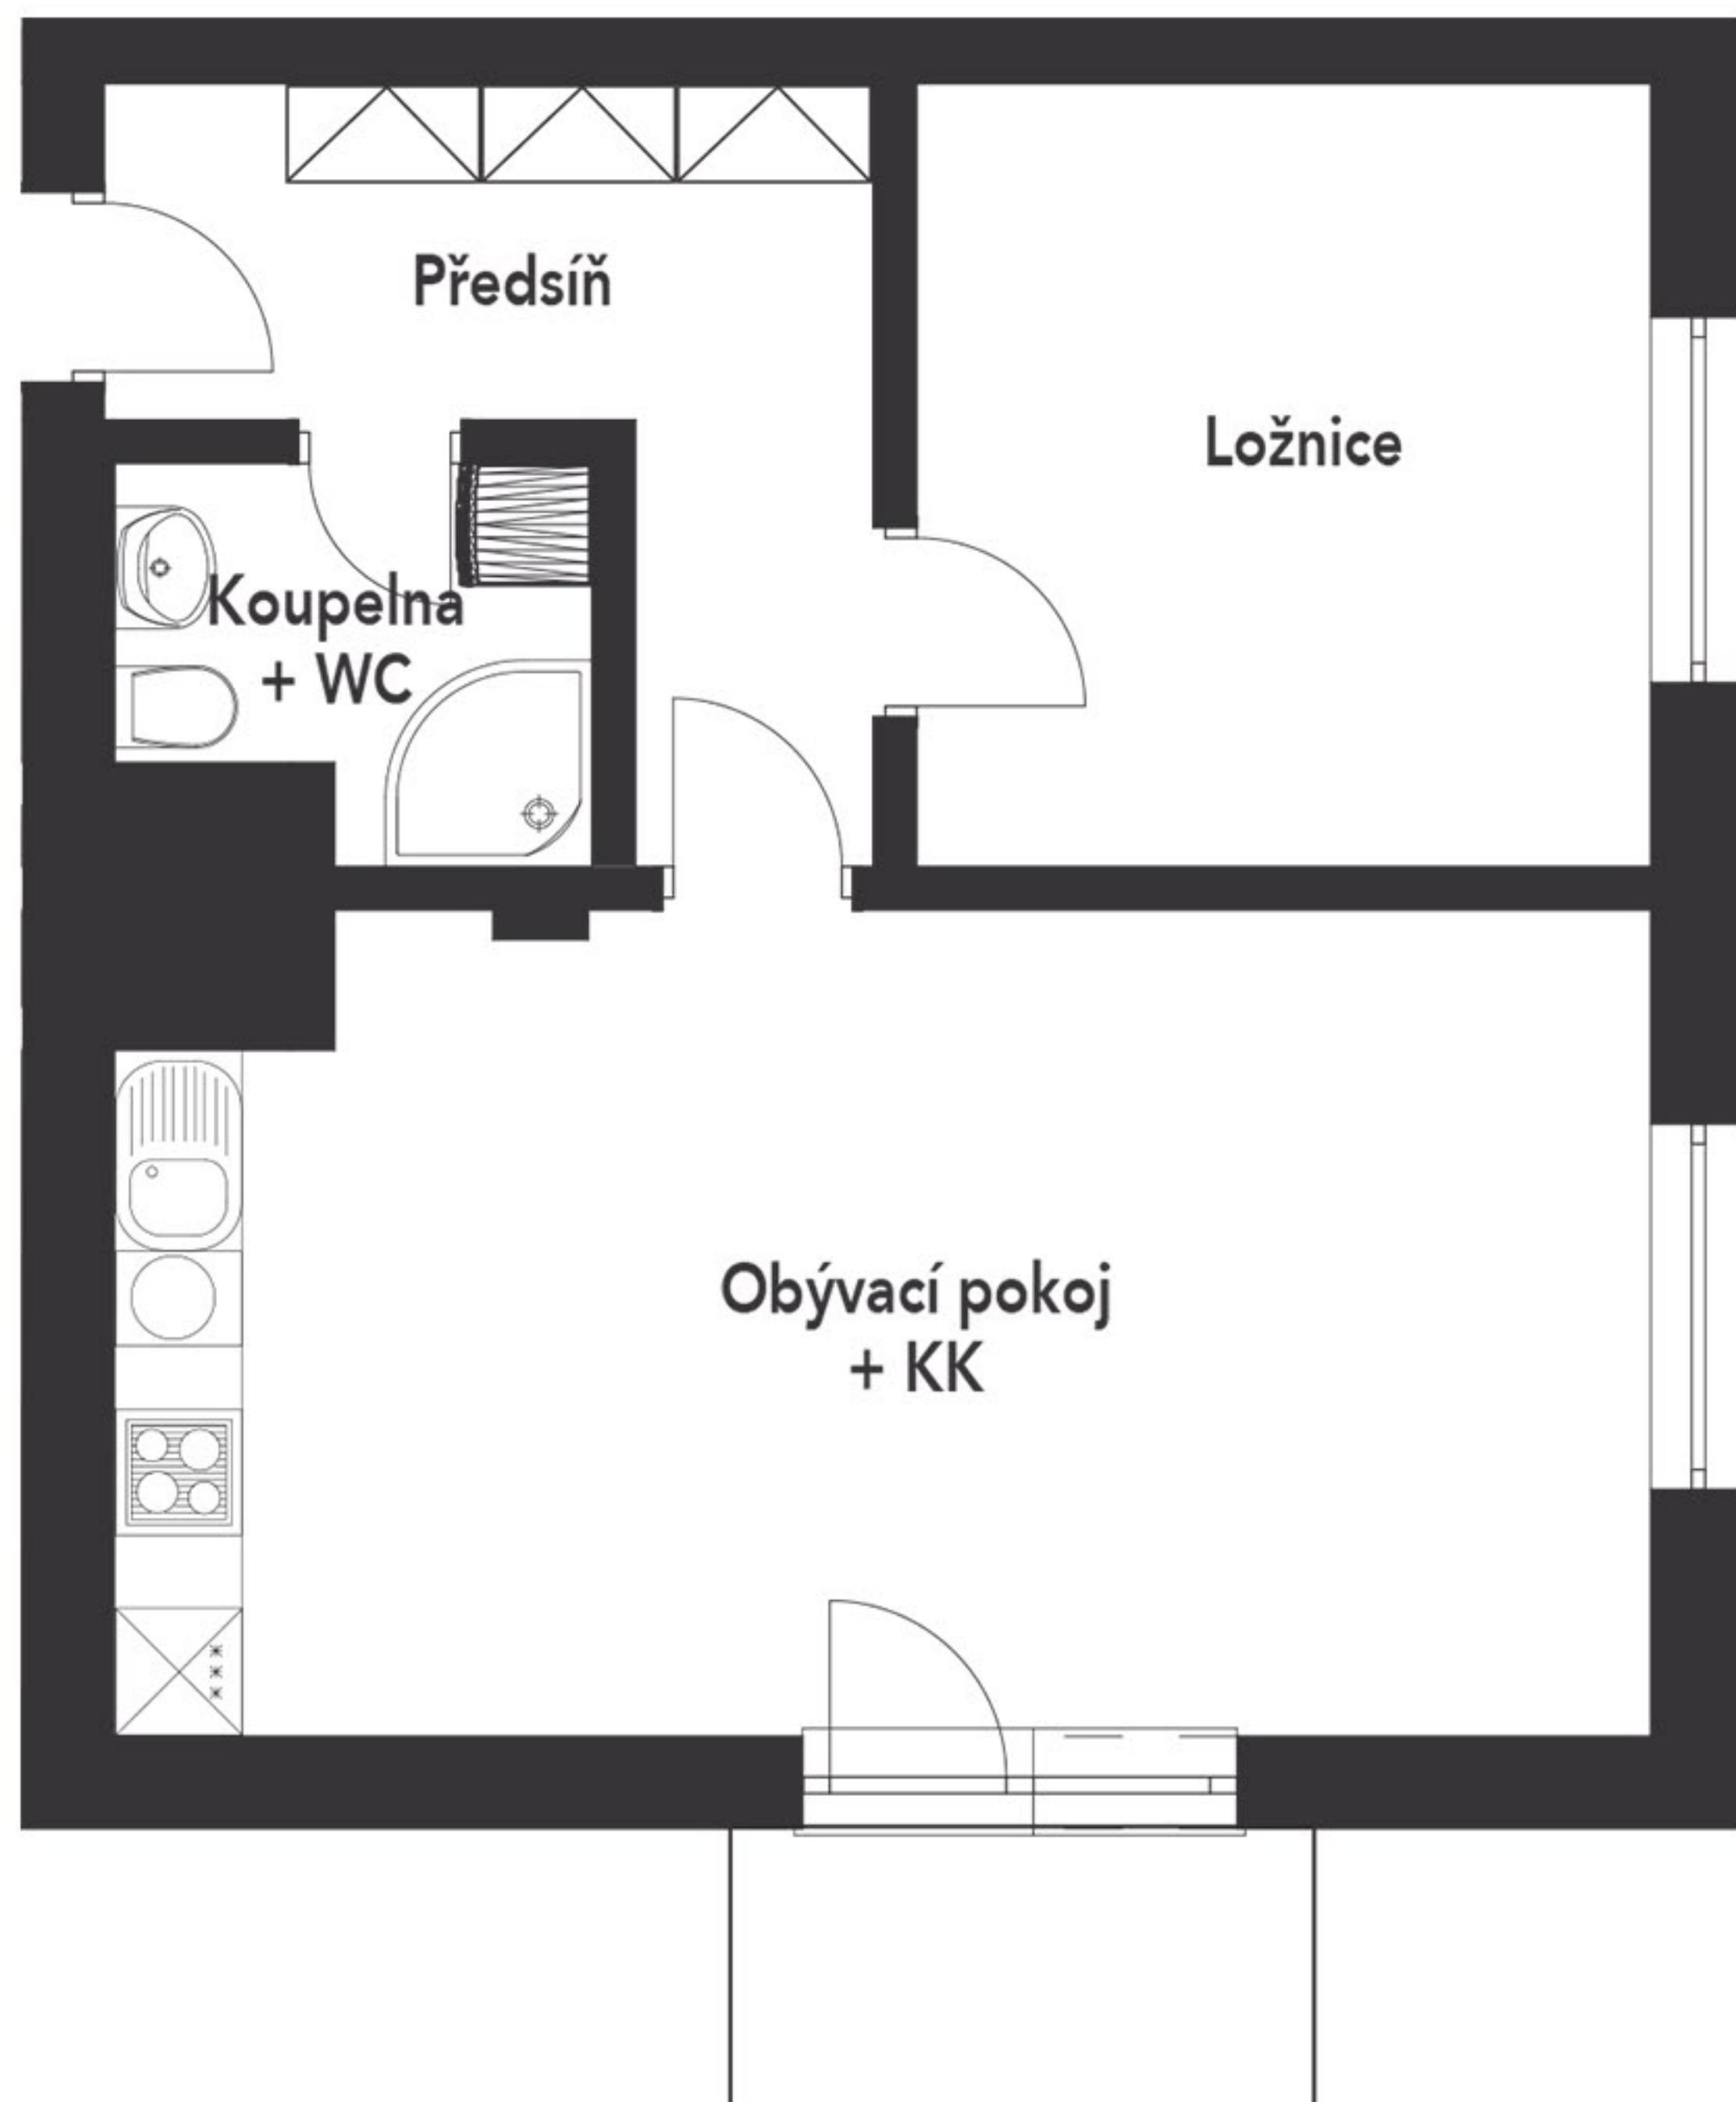 Předsíň
Ložnice
Koupelna
+ WC
Obývací pokoj
+ KK